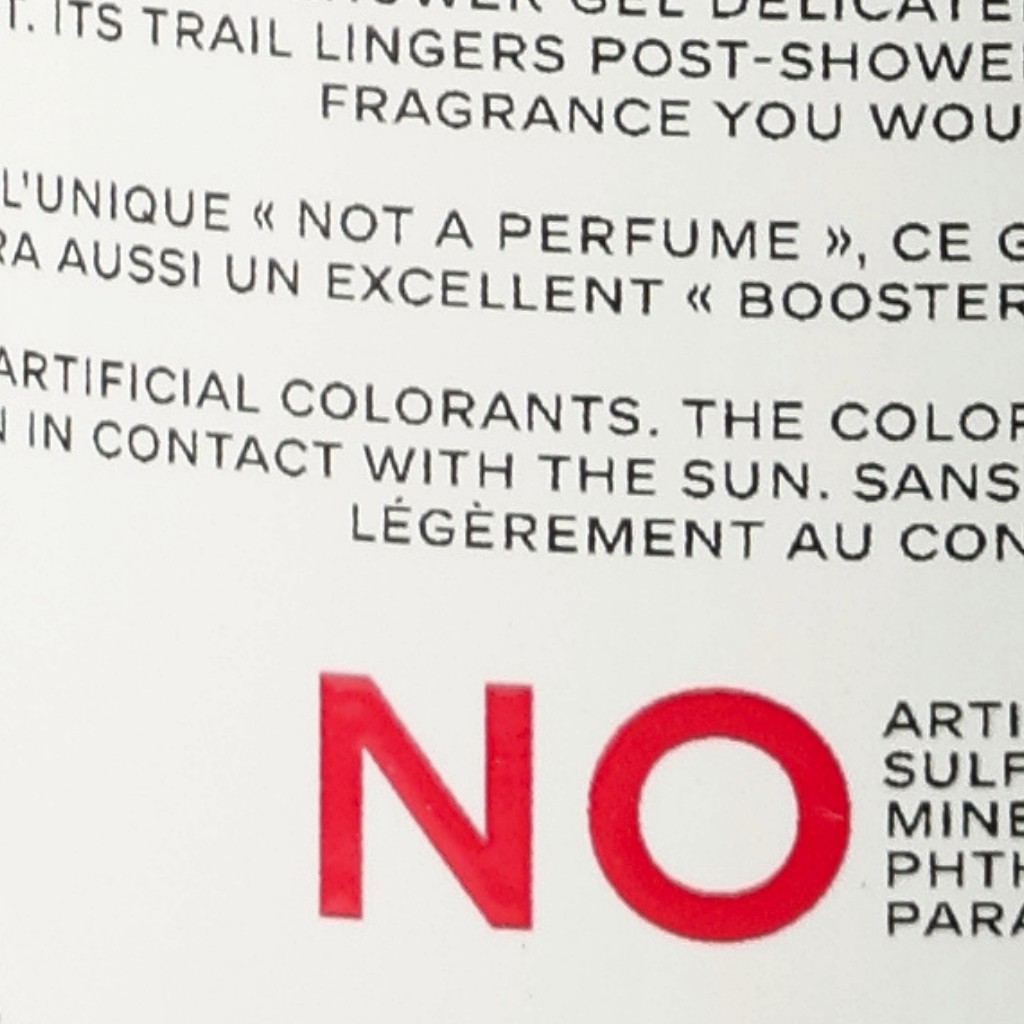 SHOWER GEL DELICATE
T. ITS TRAIL LINGERS POST-SHOWE
FRAGRANCE YOU WOU
L'UNIQUE « NOT A PERFUME », CE G
RA AUSSI UN EXCELLENT « BOOSTER
ARTIFICIAL COLORANTS. THE COLOR
N IN CONTACT WITH THE SUN. SANS
LÉGÈREMENT AU CON
NO
ARTI
SULF
MINE
PHTH
PARA